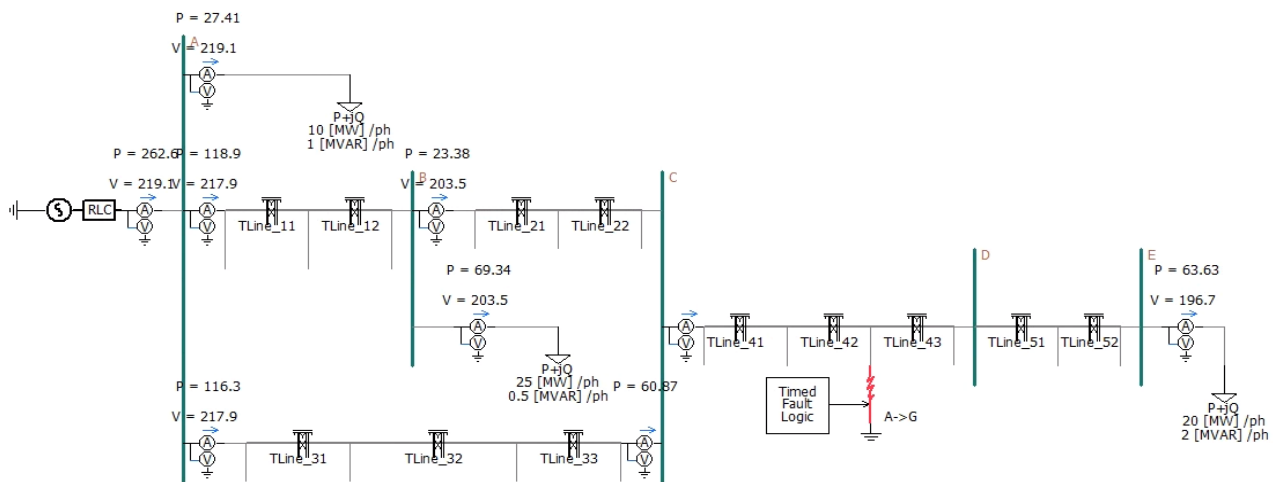 P = 27.41
A
V = 219.1
A
V
P+jQ
10 [MW] /ph
1 [MVAR] /ph
P = 262.6 P = 118.9
P = 23.38
V = 219.1 V = 217.9
V = 203.5
B
C
RLC
A
V
A
V
A
V
TLine_11
TLine_12
TLine_21
TLine_22
P = 69.34
V = 203.5
A
V
P+jQ
25 [MW] /ph
0.5 [MVAR] /ph
D
E
P = 63.63
V = 196.7
A
V
TLine_41
TLine_42
TLine_43
TLine_51
TLine_52
A
V
Timed
Fault
Logic
A->G
P+jQ
20 [MW] /ph
2 [MVAR] /ph
P = 116.3
P = 60.87
V = 217.9
A
V
TLine_31
TLine_32
TLine_33
A
V